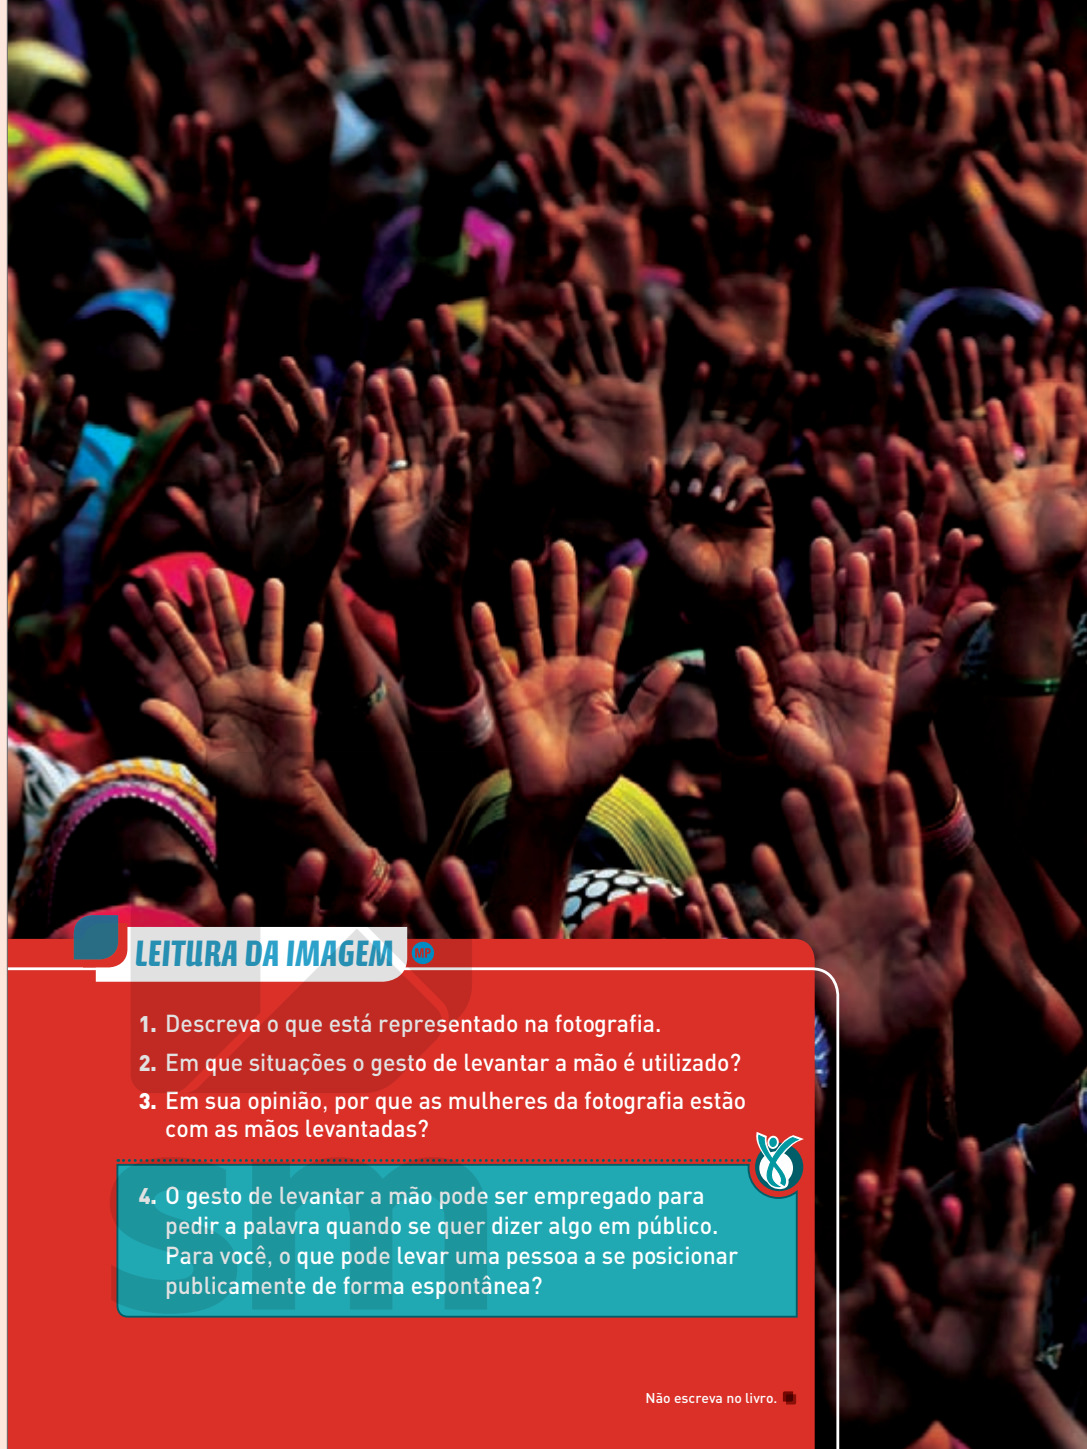 LEITURA DA IMAGEM MP
1. Descreva o que está representado na fotografia.
2. Em que situações o gesto de levantar a mão é utilizado?
3. Em sua opinião, por que as mulheres da fotografia estão
com as mãos levantadas?
4. O gesto de levantar a mão pode ser empregado para
pedir a palavra quando se quer dizer algo em público.
Para você, o que pode levar uma pessoa a se posicionar
publicamente de forma espontânea?
sm
Não escreva no livro.